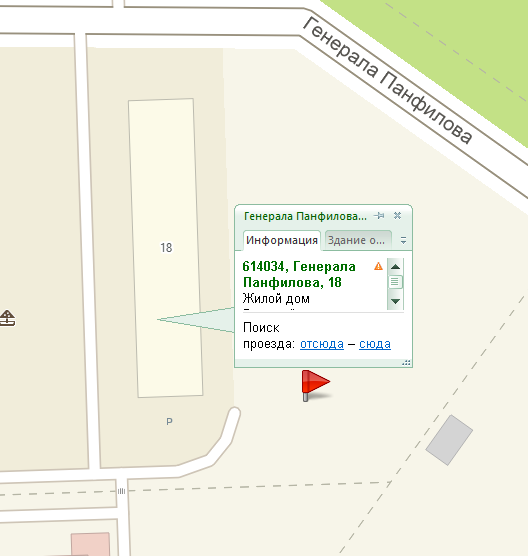 Генерала Панфилова
18
Генерала Панфилова...
Информация
Здание о...
614034, Генерала
Панфилова, 18
Жилой дом
Поиск
проезда: отсюда – сюда
P